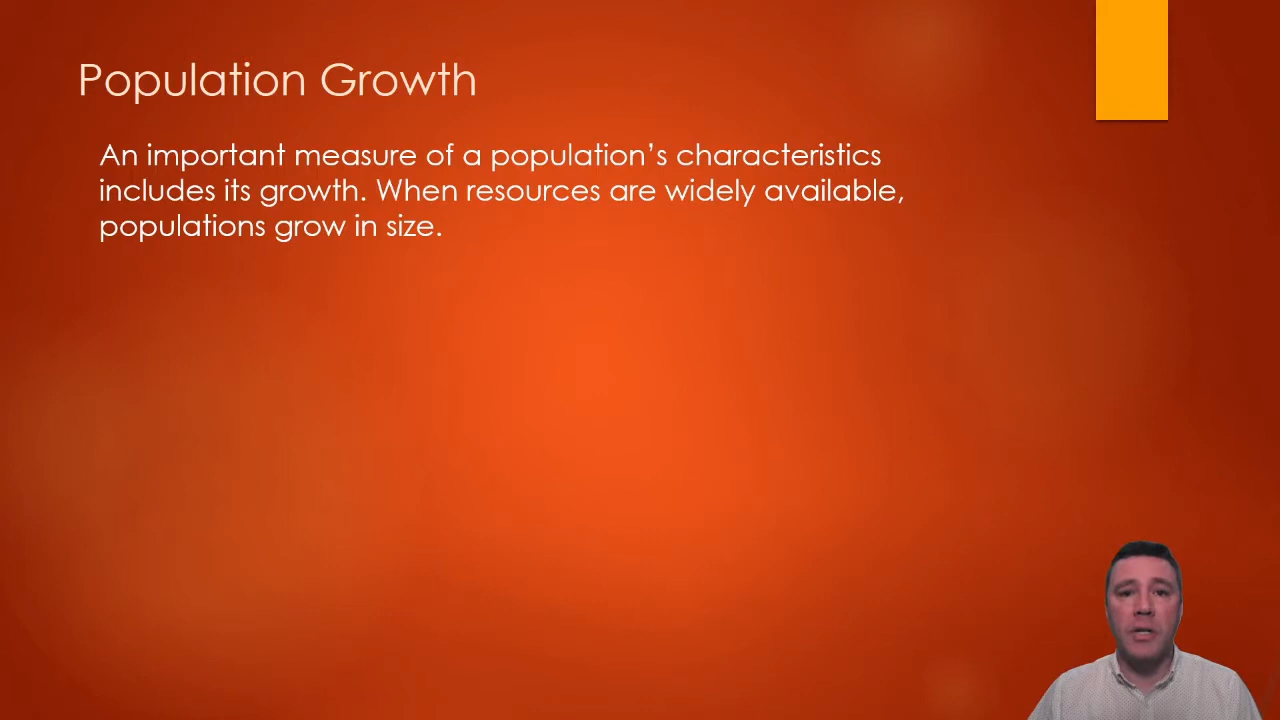 Population Growth
An important measure of a population’s characteristics
includes its growth. When resources are widely available,
populations grow in size.